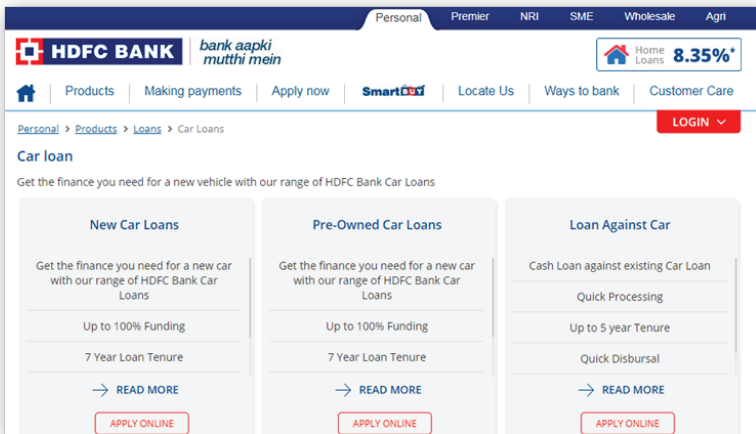 Personal Premier NRI SME Wholesale Agri
HDFC BANK
bank aapki
mutthi mein
Home
Loans
8.35%*
Products Making payments Apply now SmartBUY Locate Us Ways to bank Customer Care
Personal > Products > Loans > Car Loans
LOGIN
Car loan
Get the finance you need for a new vehicle with our range of HDFC Bank Car Loans
New Car Loans
Get the finance you need for a new car
with our range of HDFC Bank Car
Loans
Up to 100% Funding
7 Year Loan Tenure
READ MORE
APPLY ONLINE
Pre-Owned Car Loans
Get the finance you need for a new car
with our range of HDFC Bank Car
Loans
Up to 100% Funding
7 Year Loan Tenure
READ MORE
APPLY ONLINE
Loan Against Car
Cash Loan against existing Car Loan
Quick Processing
Up to 5 year Tenure
Quick Disbursal
READ MORE
APPLY ONLINE